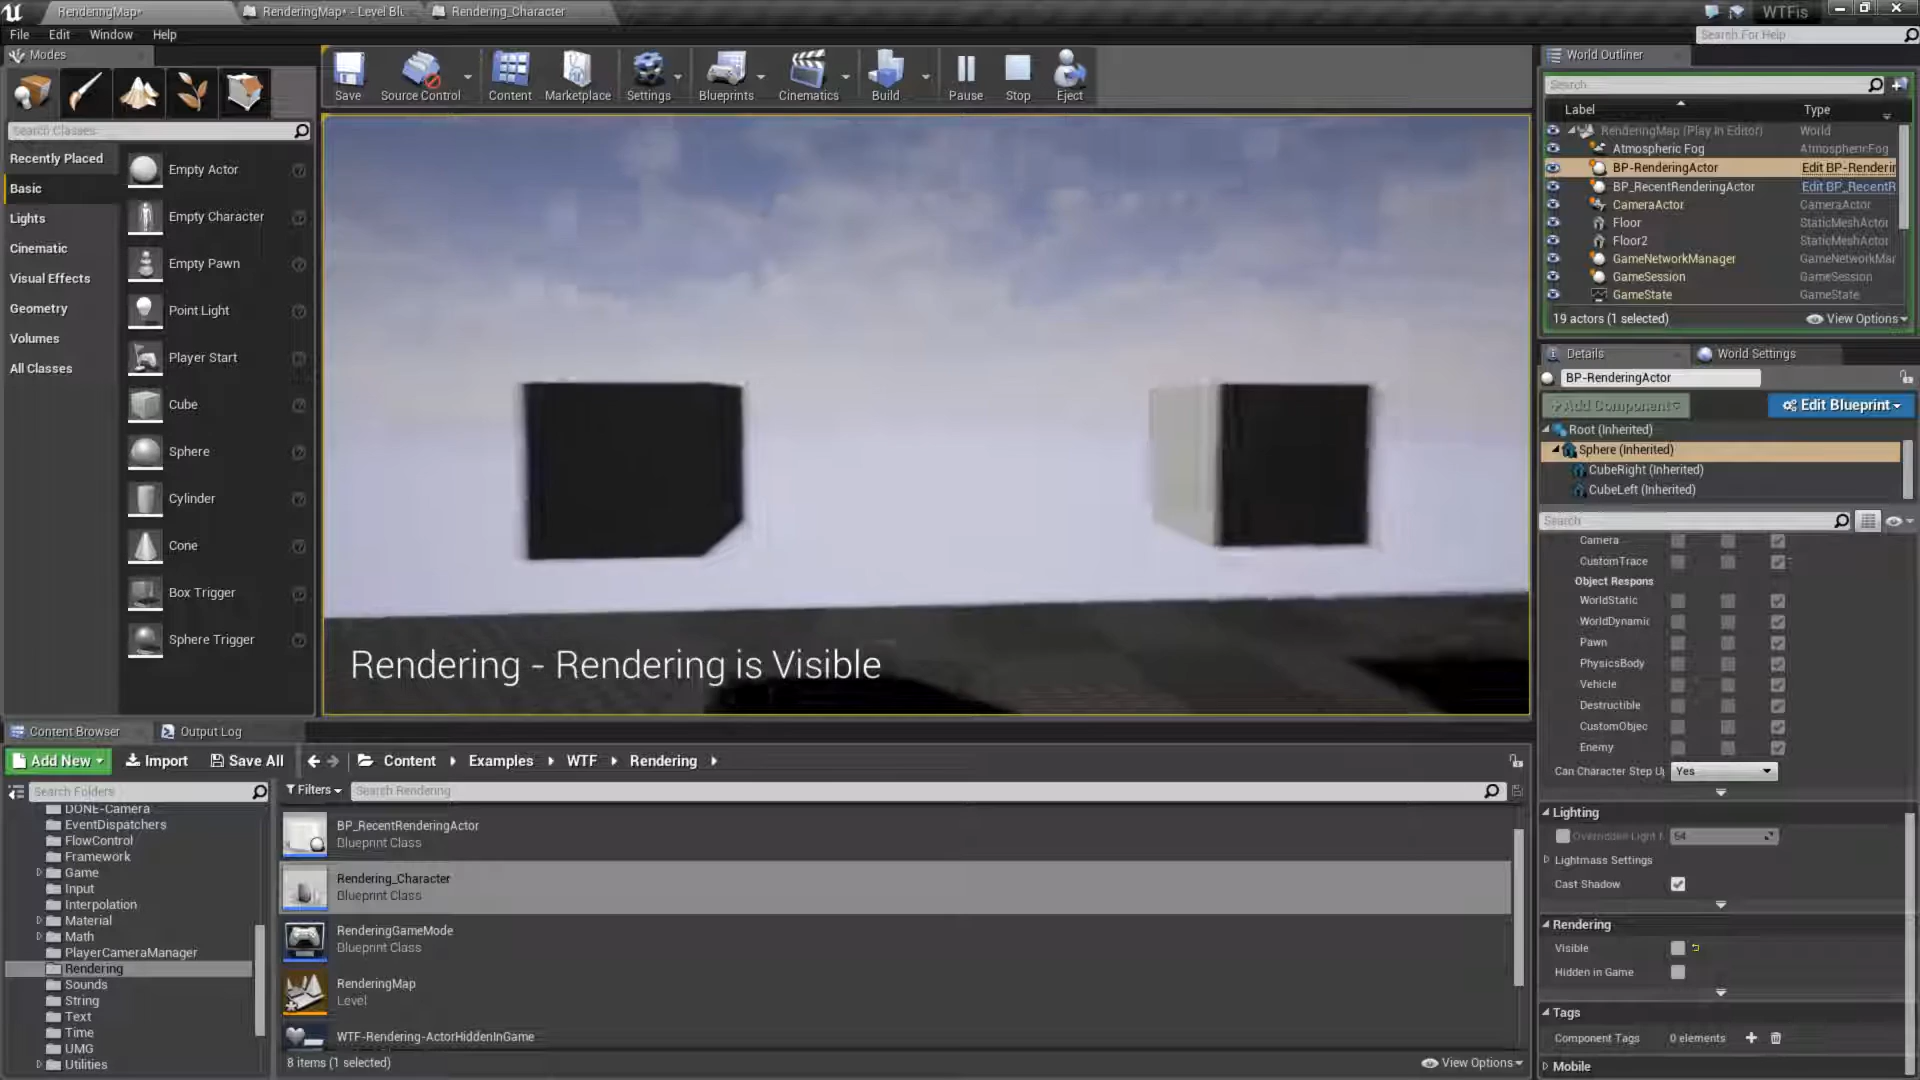 RenderingMap*
RenderingMap* - Level Blu
Rendering_Character
WTFis
File
Edit
Window
Help
Search For Help
Modes
Save
Source Control
Content
Marketplace
Settings
Blueprints
Cinematics
Build
Pause
Stop
Eject
Search Classes
Recently Placed
Basic
Lights
Cinematic
Visual Effects
Geometry
Volumes
All Classes
Empty Actor
Empty Character
Empty Pawn
Point Light
Player Start
Cube
Sphere
Cylinder
Cone
Box Trigger
Sphere Trigger
Rendering - Rendering is Visible
World Outliner
Search
Label
Type
RenderingMap (Play In Editor)
World
Atmospheric Fog
AtmosphericFog
BP-RenderingActor
Edit BP-Renderin
BP_RecentRenderingActor
Edit BP_RecentR
CameraActor
CameraActor
Floor
StaticMeshActor
Floor2
StaticMeshActor
GameNetworkManager
GameNetworkMar
GameSession
GameSession
GameState
GameState
19 actors (1 selected)
View Options
Details
World Settings
BP-RenderingActor
+Add Component
Edit Blueprint
Root (Inherited)
Sphere (Inherited)
CubeRight (Inherited)
CubeLeft (Inherited)
Search
Camera
CustomTrace
Object Respons
WorldStatic
WorldDynamic
Pawn
PhysicsBody
Vehicle
Destructible
CustomObjec
Enemy
Can Character Step Up
Yes
Lighting
Overridden Light M
64
Lightmass Settings
Cast Shadow
Rendering
Visible
Hidden in Game
Tags
Component Tags
0 elements
Mobile
Content Browser
Output Log
Add New
Import
Save All
Content
Examples
WTF
Rendering
Search Folders
Filters
Search Rendering
DONE-Camera
EventDispatchers
FlowControl
Framework
Game
Input
Interpolation
Material
Math
PlayerCameraManager
Rendering
Sounds
String
Text
Time
UMG
Utilities
BP_RecentRenderingActor
Blueprint Class
Rendering_Character
Blueprint Class
RenderingGameMode
Blueprint Class
RenderingMap
Level
WTF-Rendering-ActorHiddenInGame
8 items (1 selected)
View Options